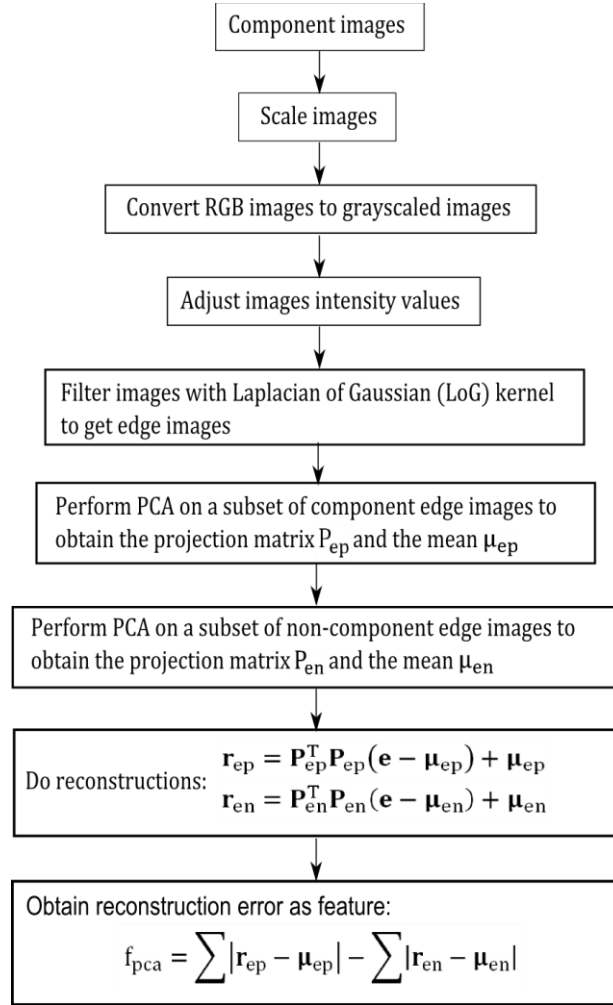 Component images
Scale images
Convert RGB images to grayscaled images
Adjust images intensity values
Filter images with Laplacian of Gaussian (LoG) kernel
to get edge images
Perform PCA on a subset of component edge images to
obtain the projection matrix P_ep and the mean μ_ep
Perform PCA on a subset of non-component edge images to
obtain the projection matrix P_en and the mean μ_en
Do reconstructions:
r_ep = P_ep^T P_ep(e − μ_ep) + μ_ep
r_en = P_en^T P_en(e − μ_en) + μ_en
Obtain reconstruction error as feature:
f_pca = ∑|r_ep − μ_ep| − ∑|r_en − μ_en|